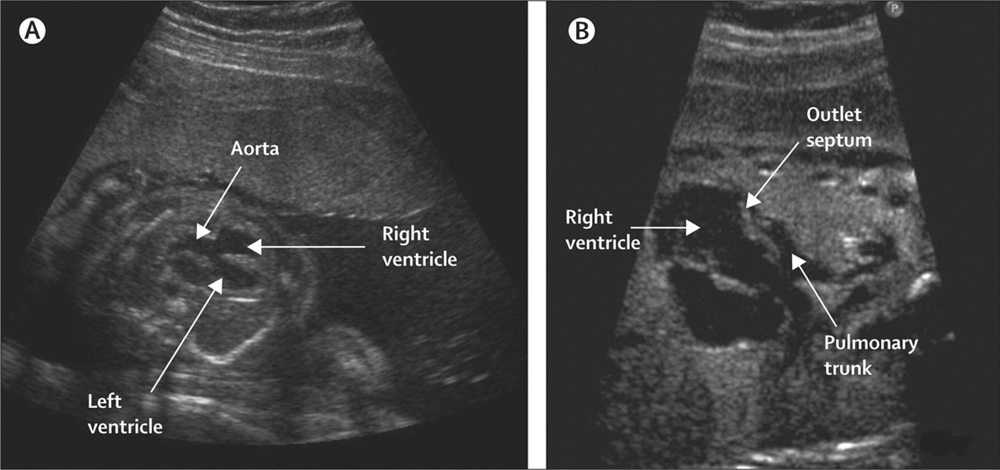 A
Aorta
Right
ventricle
Left
ventricle
B
P
Outlet
septum
Right
ventricle
Pulmonary
trunk